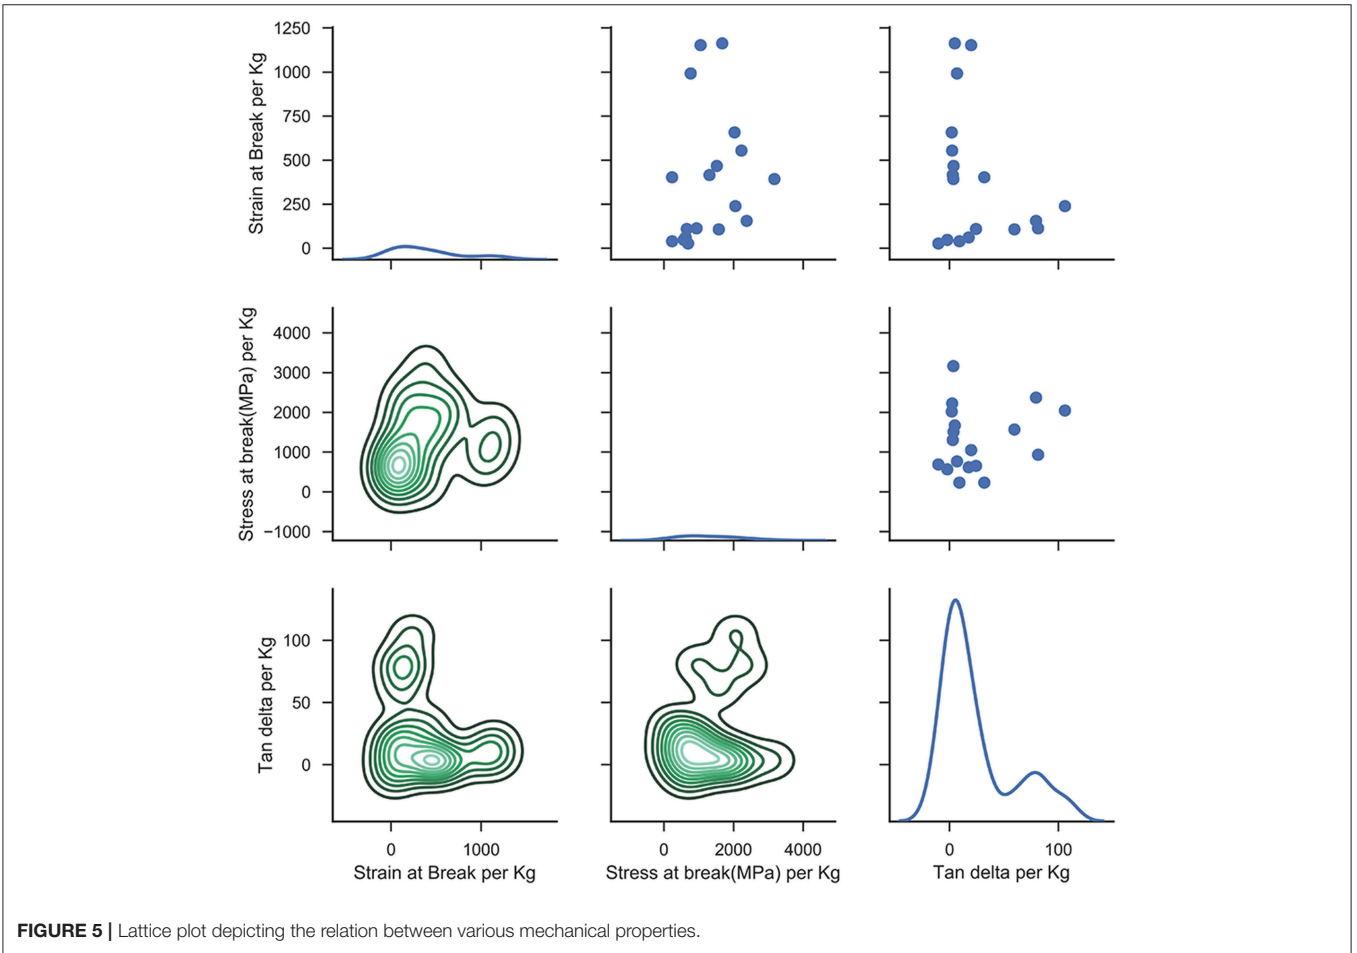 1250
1000
750
500
250
0
Strain at Break per Kg
4000
3000
2000
1000
0
−1000
Stress at break(MPa) per Kg
100
50
0
Tan delta per Kg
0 1000
0 2000 4000
0 100
Strain at Break per Kg
Stress at break(MPa) per Kg
Tan delta per Kg
FIGURE 5 | Lattice plot depicting the relation between various mechanical properties.